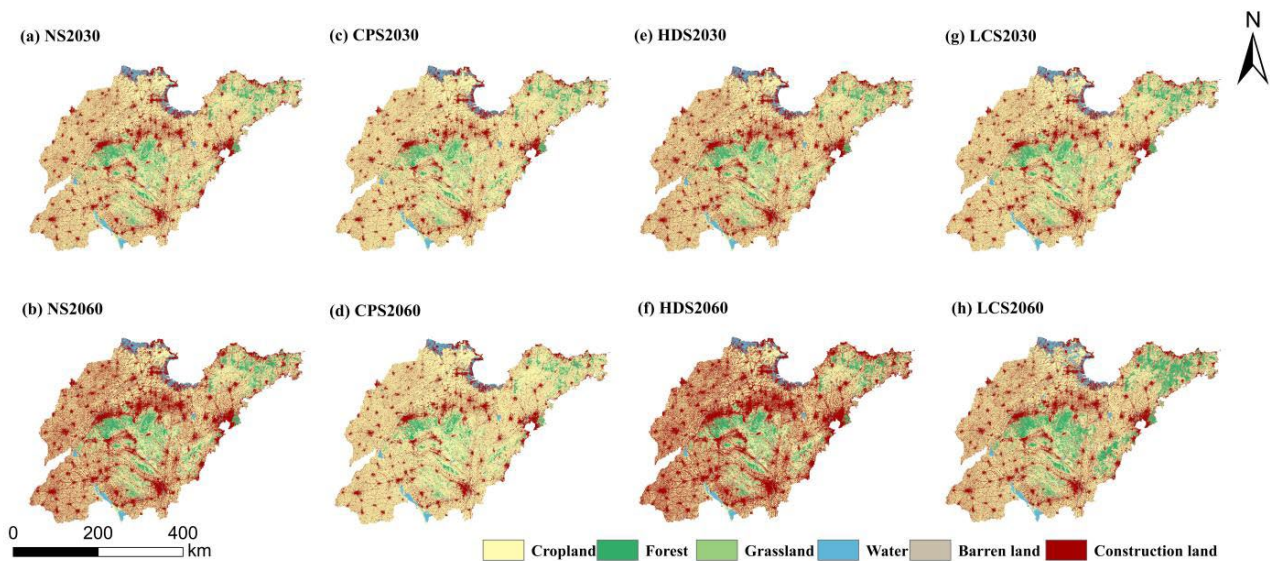 (a) NS2030
(c) CPS2030
(e) HDS2030
(g) LCS2030
N
(b) NS2060
(d) CPS2060
(f) HDS2060
(h) LCS2060
0 200 400
km
Cropland Forest Grassland Water Barren land Construction land